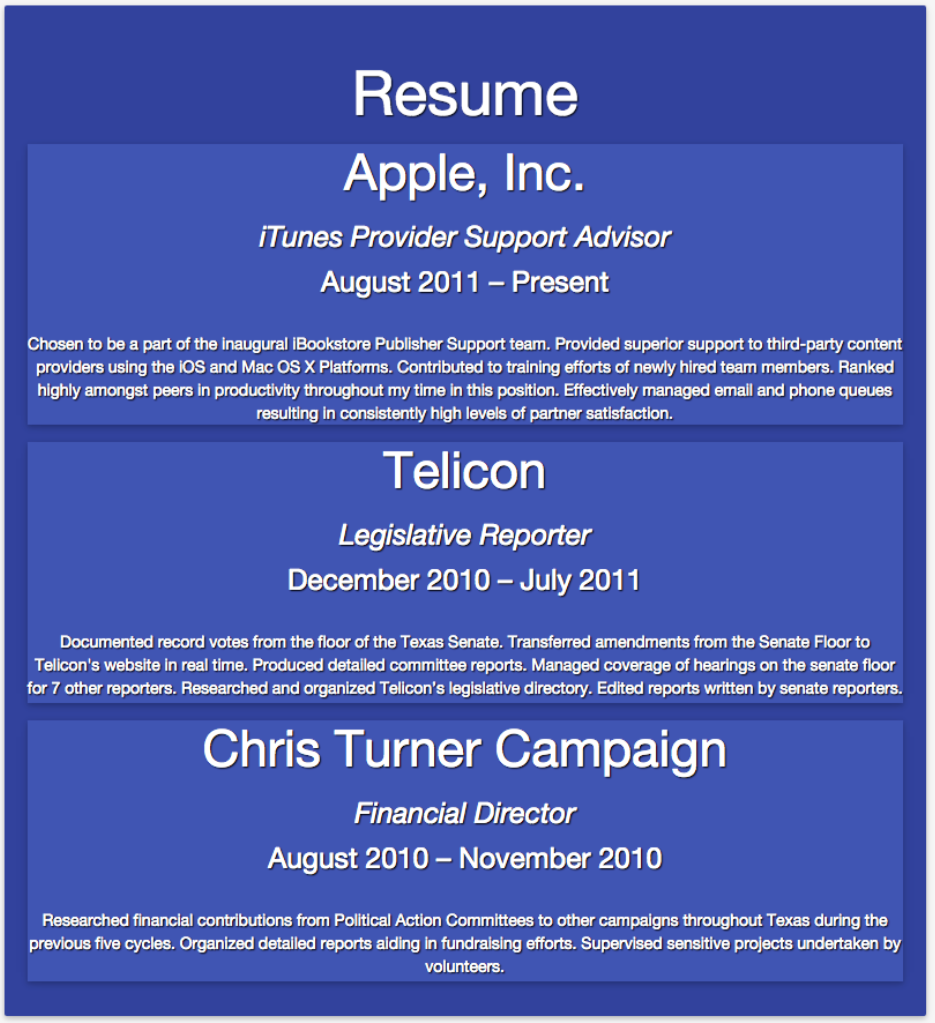 Resume
Apple, Inc.
iTunes Provider Support Advisor
August 2011 – Present
Chosen to be a part of the inaugural iBookstore Publisher Support team. Provided superior support to third-party content
providers using the iOS and Mac OS X Platforms. Contributed to training efforts of newly hired team members. Ranked
highly amongst peers in productivity throughout my time in this position. Effectively managed email and phone queues
resulting in consistently high levels of partner satisfaction.
Telicon
Legislative Reporter
December 2010 – July 2011
Documented record votes from the floor of the Texas Senate. Transferred amendments from the Senate Floor to
Telicon's website in real time. Produced detailed committee reports. Managed coverage of hearings on the senate floor
for 7 other reporters. Researched and organized Telicon's legislative directory. Edited reports written by senate reporters.
Chris Turner Campaign
Financial Director
August 2010 – November 2010
Researched financial contributions from Political Action Committees to other campaigns throughout Texas during the
previous five cycles. Organized detailed reports aiding in fundraising efforts. Supervised sensitive projects undertaken by
volunteers.